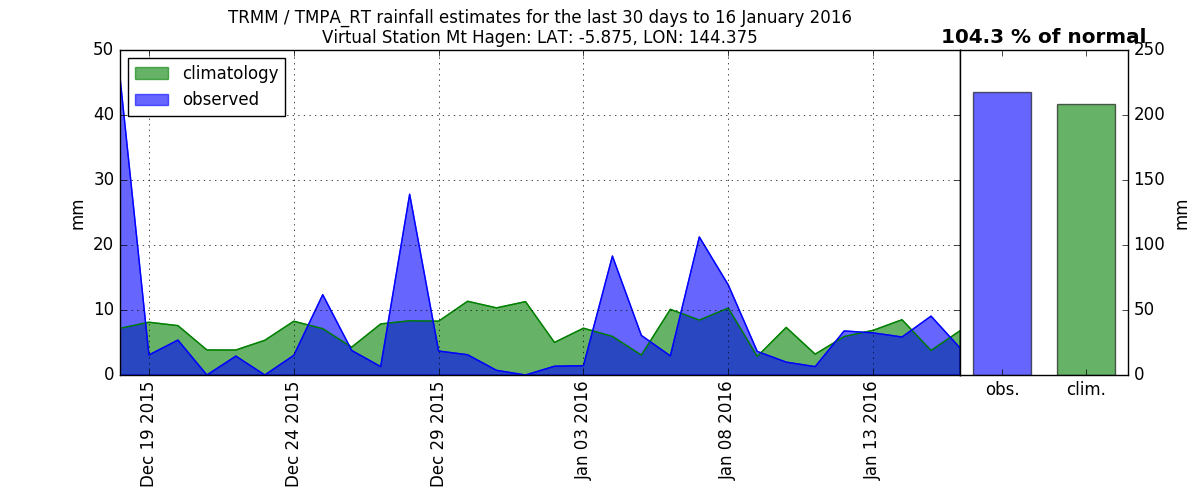 TRMM / TMPA_RT rainfall estimates for the last 30 days to 16 January 2016
Virtual Station Mt Hagen: LAT: -5.875, LON: 144.375
104.3 % of normal
climatology
observed
50
40
30
20
10
0
mm
Dec 19 2015
Dec 24 2015
Dec 29 2015
Jan 03 2016
Jan 08 2016
Jan 13 2016
250
200
150
100
50
0
mm
obs.
clim.